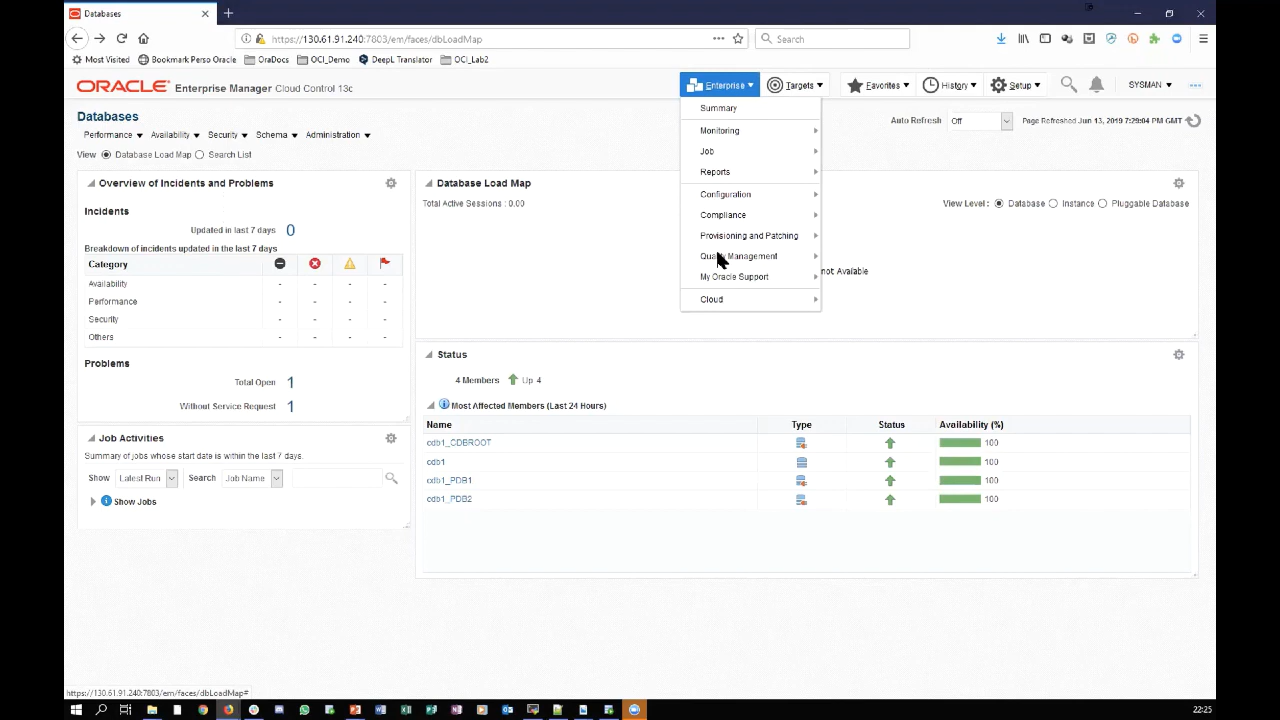 Databases
https://130.61.91.240:7803/em/faces/dbLoadMap
Search
Most Visited Bookmark Perso Oracle OraDocs OCI_Demo DeepL Translator OCI_Lab2
ORACLE Enterprise Manager Cloud Control 13c
Enterprise Targets Favorites History Setup SYSMAN
Databases
Performance Availability Security Schema Administration
Auto Refresh Off Page Refreshed Jun 13, 2019 7:29:04 PM GMT
View Database Load Map Search List
Summary
Monitoring
Job
Reports
Configuration
Compliance
Provisioning and Patching
Management
My Oracle Support
Cloud
Overview of Incidents and Problems
Incidents
Updated in last 7 days 0
Breakdown of incidents updated in the last 7 days
Category
Availability - - - -
Performance - - - -
Security - - - -
Others - - - -
Problems
Total Open 1
Without Service Request 1
Job Activities
Summary of jobs whose start date is within the last 7 days.
Show Latest Run Search Job Name
Show Jobs
Database Load Map
Total Active Sessions : 0.00
View Level : Database Instance Pluggable Database
not Available
Status
4 Members Up 4
Most Affected Members (Last 24 Hours)
Name Type Status Availability (%)
cdb1_CDBROOT 100
cdb1 100
cdb1_PDB1 100
cdb1_PDB2 100
https://130.61.91.240:7803/em/faces/dbLoadMap#
22:25